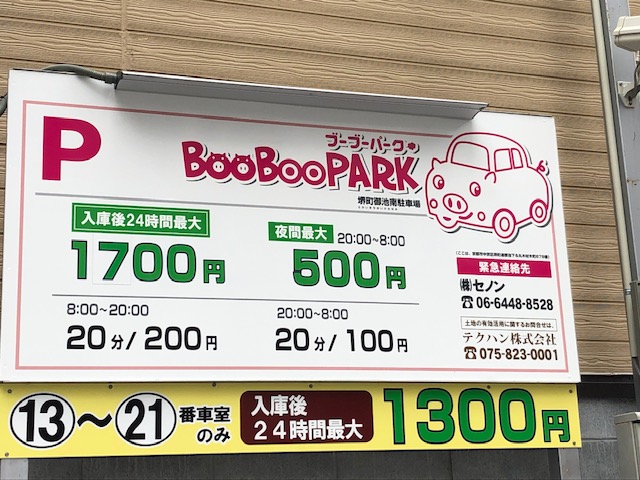 P
ブーブーパーク
BooBooPARK
堺町御池南駐車場
入庫後24時間最大
1700円
夜間最大 20:00~8:00
500円
8:00~20:00
20分/200円
20:00~8:00
20分/100円
緊急連絡先
㈱セノン
☎06-6448-8528
土地の有効活用に関するお問合せは、
テクハン株式会社
☎075-823-0001
⑬~㉑番車室のみ
入庫後
24時間最大
1300円